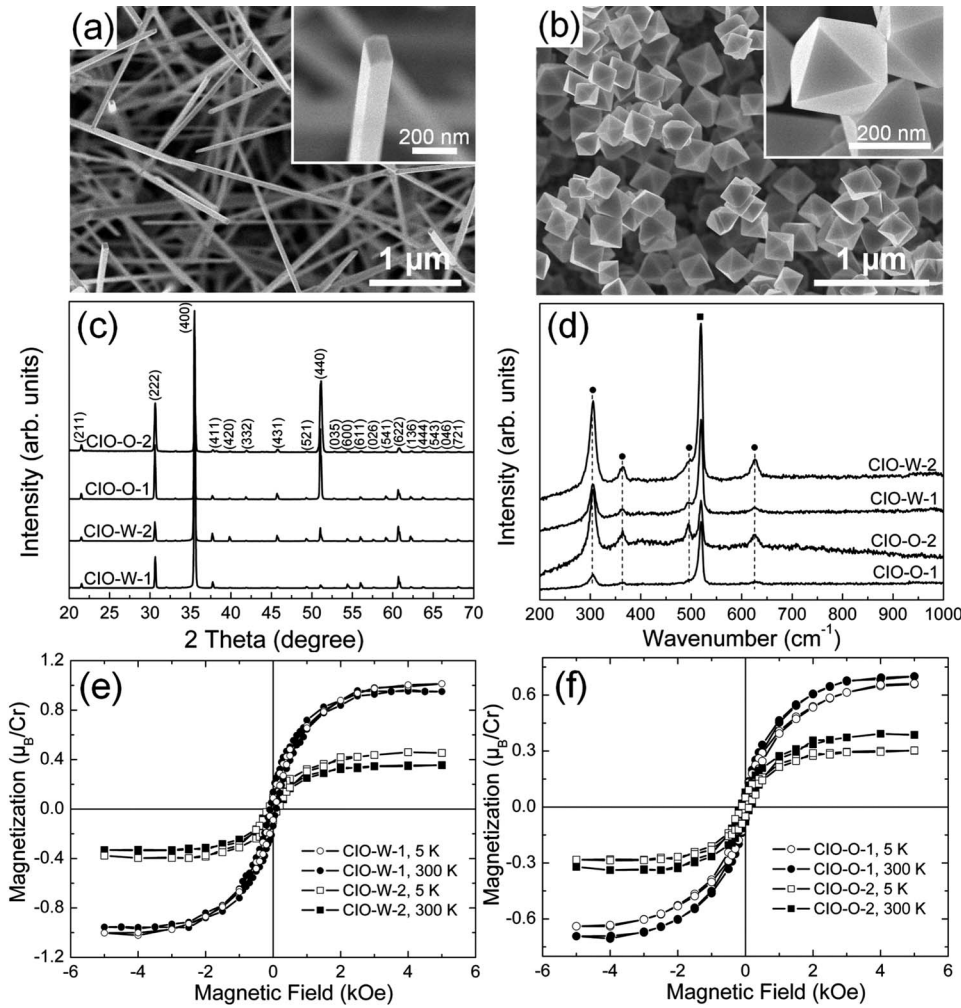 (a)
200 nm
1 μm
(b)
200 nm
1 μm
(c)
Intensity (arb. units)
(211)
(222)
(400)
(411)
(420)
(332)
(431)
(440)
(521)
(035)
(600)
(611)
(026)
(541)
(622)
(136)
(444)
(543)
(046)
(721)
CIO-O-2
CIO-O-1
CIO-W-2
CIO-W-1
20 25 30 35 40 45 50 55 60 65 70
2 Theta (degree)
(d)
Intensity (arb. units)
CIO-W-2
CIO-W-1
CIO-O-2
CIO-O-1
200 300 400 500 600 700 800 900 1000
Wavenumber (cm⁻¹)
(e)
Magnetization (μB/Cr)
1.2
0.8
0.4
0.0
-0.4
-0.8
-1.2
CIO-W-1, 5 K
CIO-W-1, 300 K
CIO-W-2, 5 K
CIO-W-2, 300 K
-6 -4 -2 0 2 4 6
Magnetic Field (kOe)
(f)
Magnetization (μB/Cr)
0.6
0.3
0.0
-0.3
-0.6
CIO-O-1, 5 K
CIO-O-1, 300 K
CIO-O-2, 5 K
CIO-O-2, 300 K
-6 -4 -2 0 2 4 6
Magnetic Field (kOe)